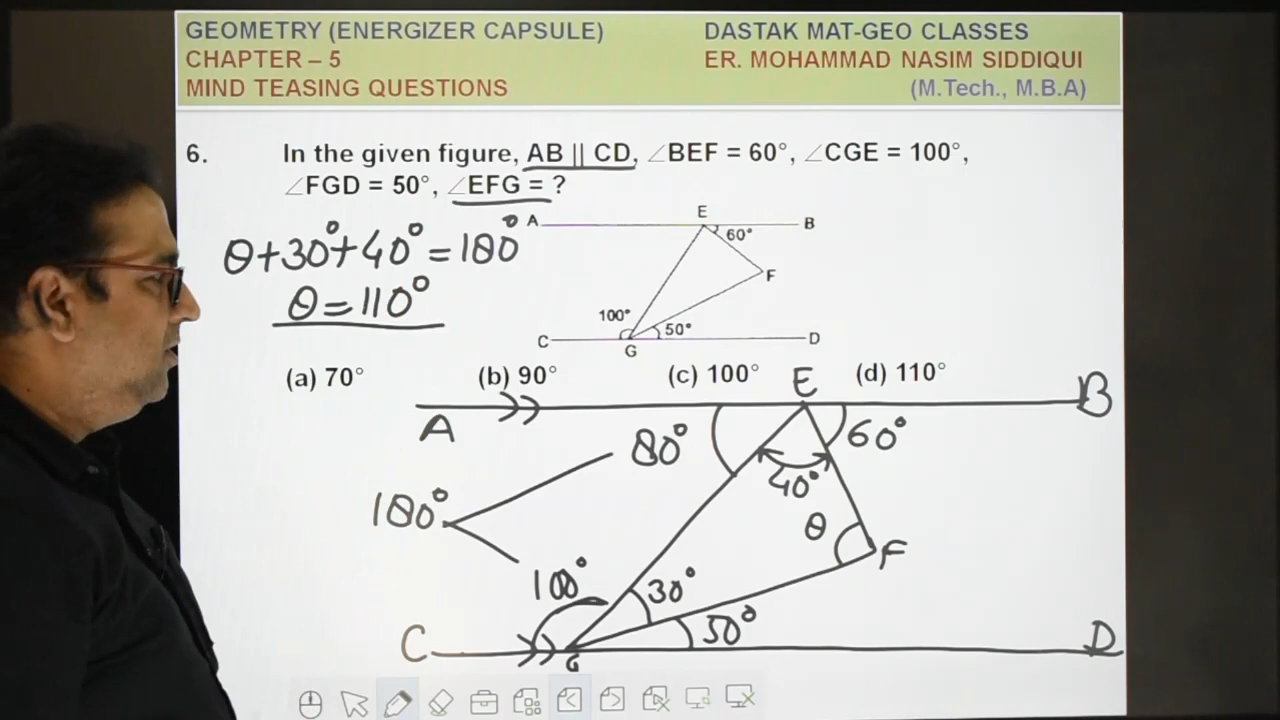 GEOMETRY (ENERGIZER CAPSULE) DASTAK MAT-GEO CLASSES
CHAPTER – 5 ER. MOHAMMAD NASIM SIDDIQUI
MIND TEASING QUESTIONS (M.Tech., M.B.A)
6. In the given figure, AB || CD, ∠BEF = 60°, ∠CGE = 100°,
∠FGD = 50°, ∠EFG = ?
θ+30°+40°=180°
θ=110°
A E B
60°
F
100°
50°
C G D
(a) 70° (b) 90° (c) 100° (d) 110°
E B
A
80° 60°
40°
180°
θ
F
100° 30°
50°
C G D